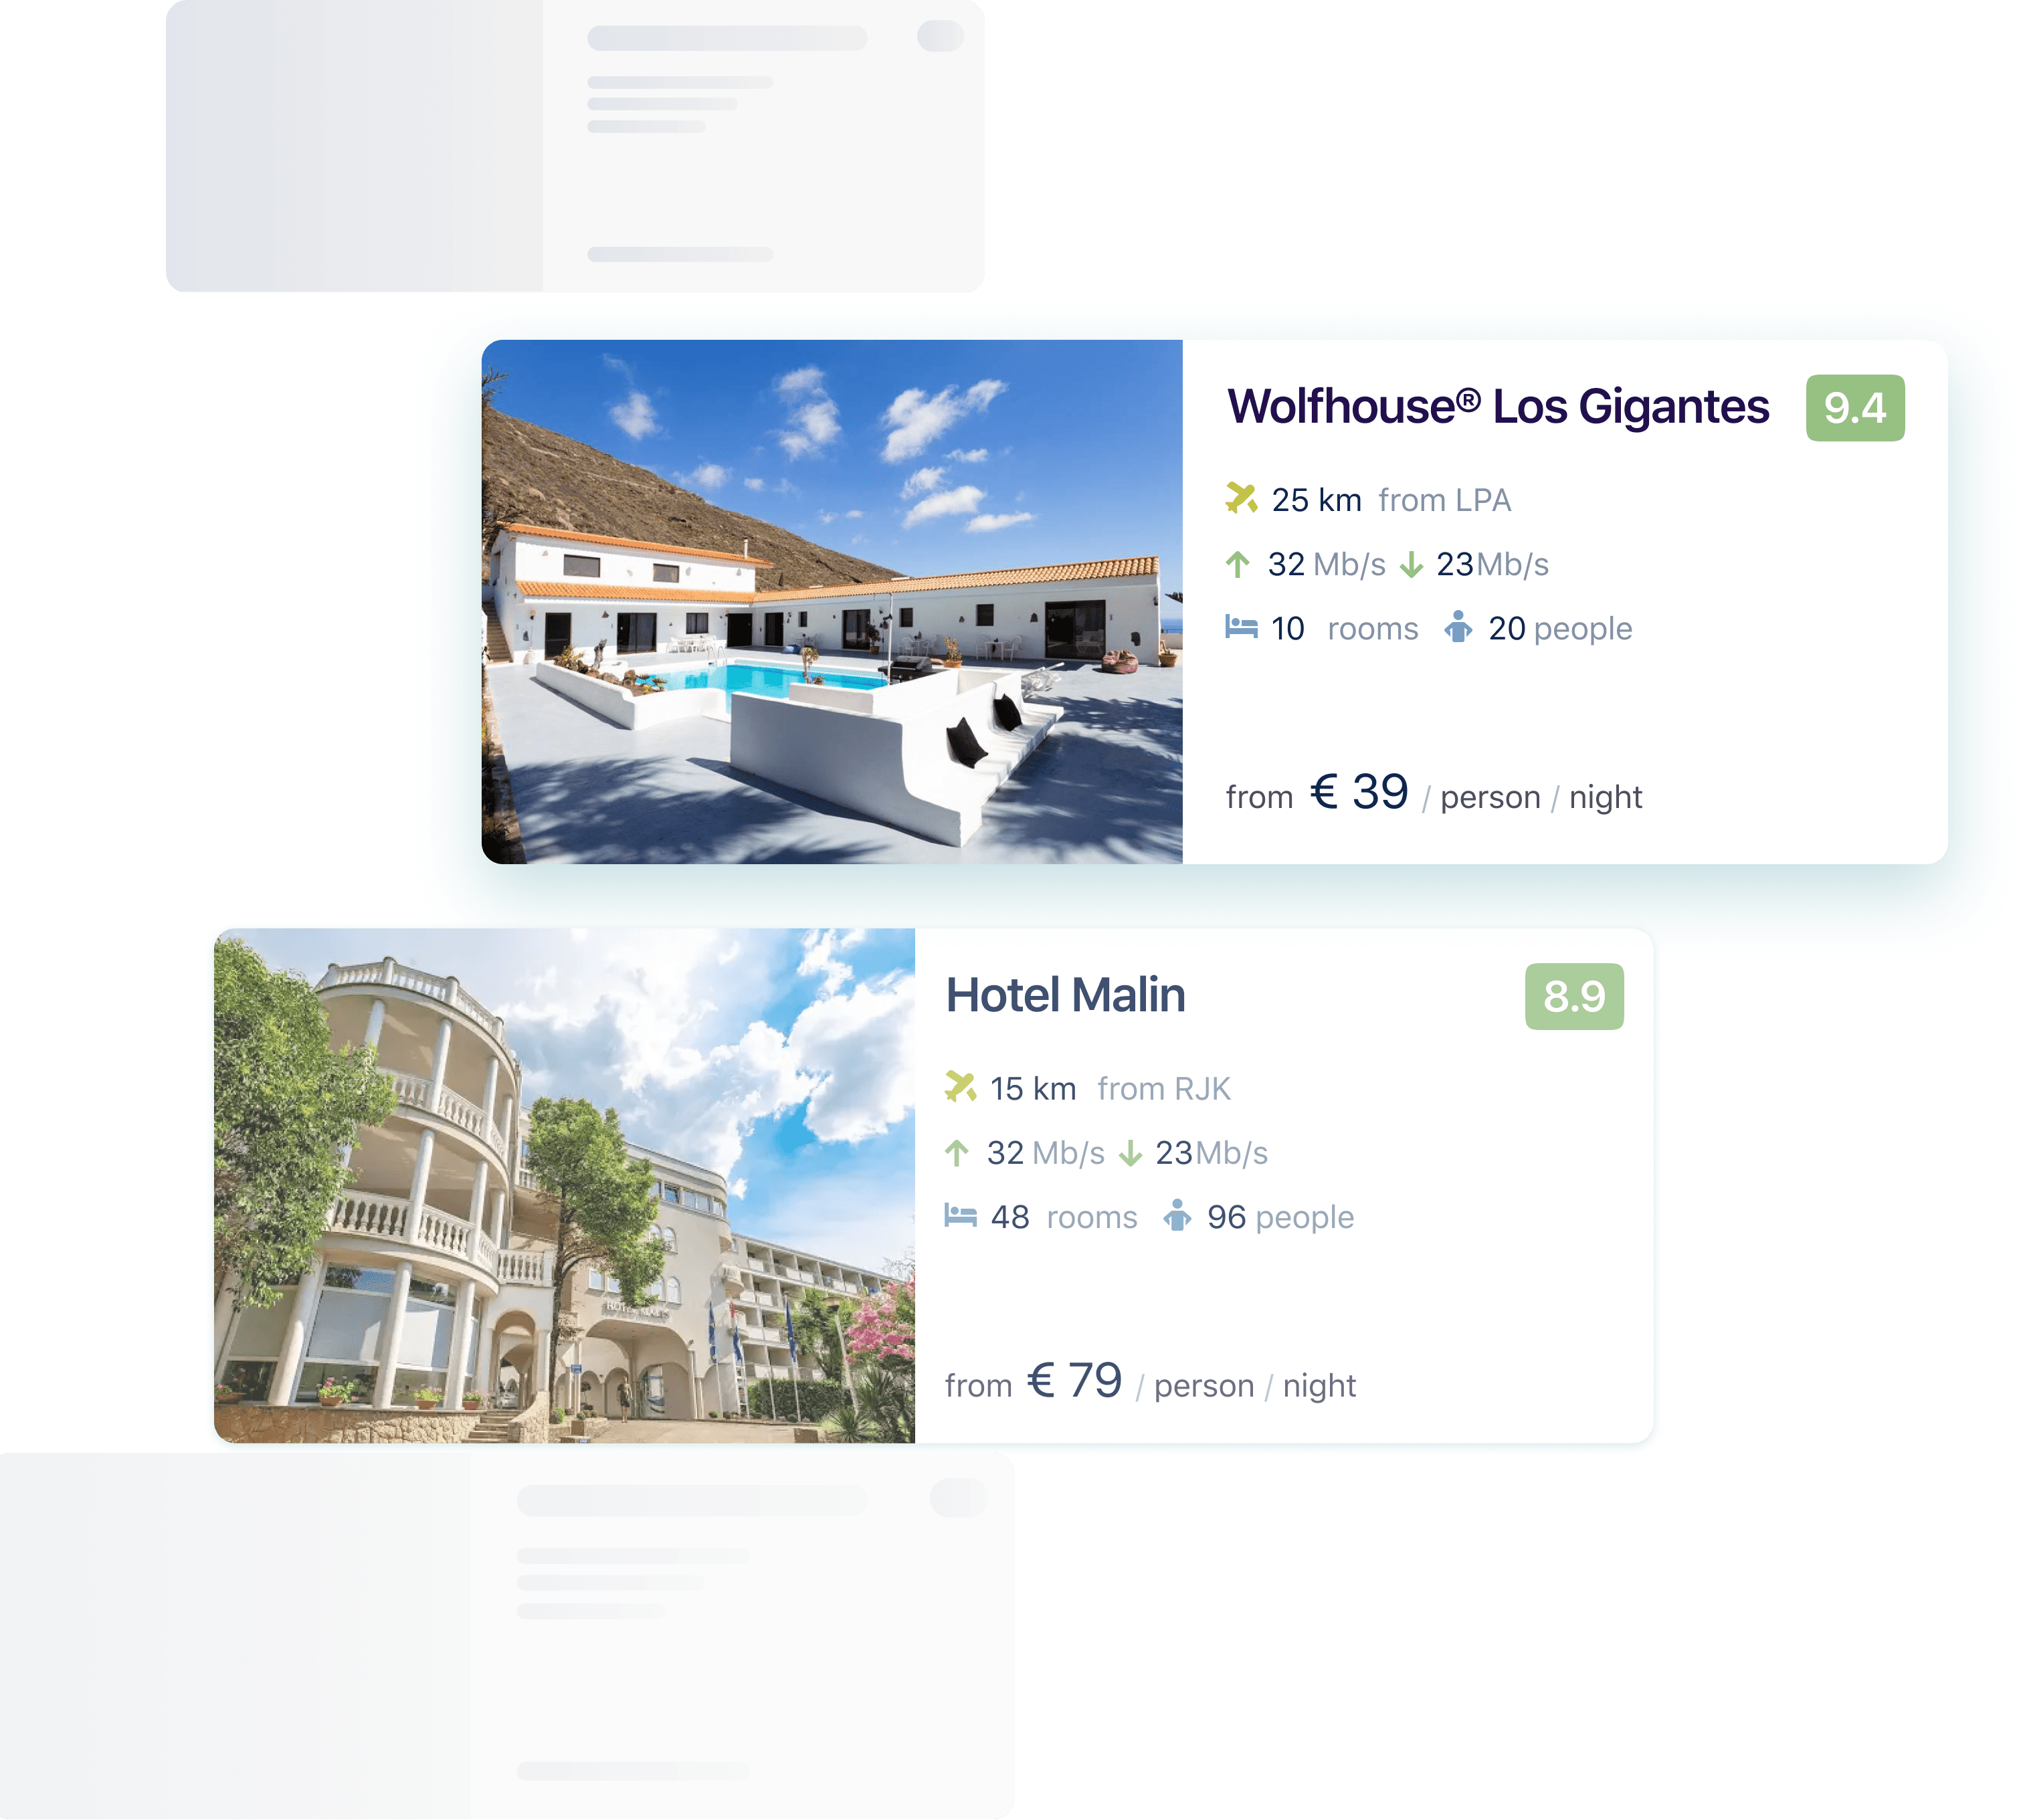 Wolfhouse® Los Gigantes 9.4
25 km from LPA
32 Mb/s 23Mb/s
10 rooms 20 people
from € 39 / person / night
Hotel Malin 8.9
15 km from RJK
32 Mb/s 23Mb/s
48 rooms 96 people
from € 79 / person / night
HOTEL MALIN